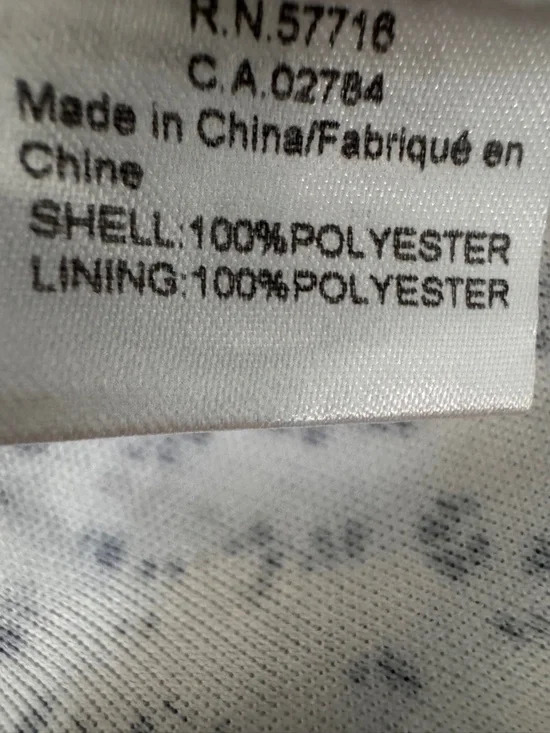 R.N.57716
C.A.02784
Made in China/Fabriqué en
Chine
SHELL:100%POLYESTER
LINING:100%POLYESTER